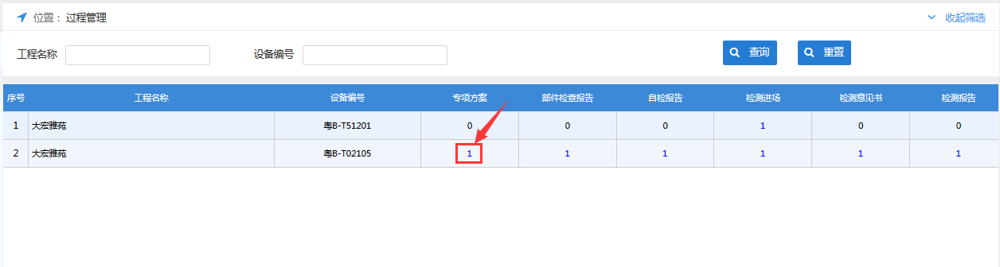 位置： 过程管理 收起筛选
工程名称 设备编号 查询 重置
序号 工程名称 设备编号 专项方案 部件检查报告 自检报告 检测进场 检测意见书 检测报告
1 大宏雅苑 粤B-T51201 0 0 0 1 0 0
2 大宏雅苑 粤B-T02105 1 1 1 1 1 1